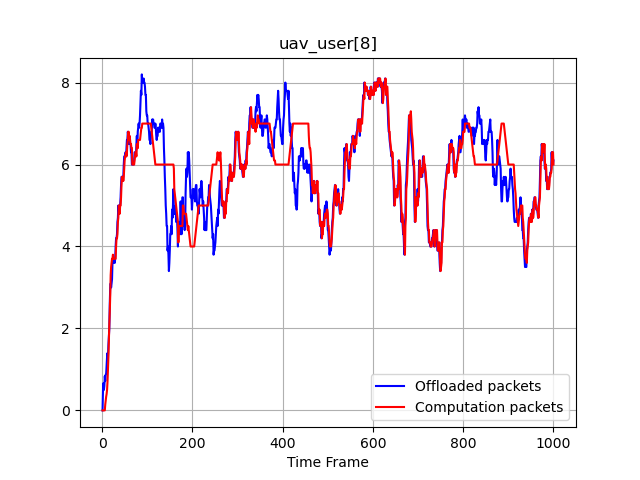 uav_user[8]
8
6
4
2
0
Offloaded packets
Computation packets
0 200 400 600 800 1000
Time Frame